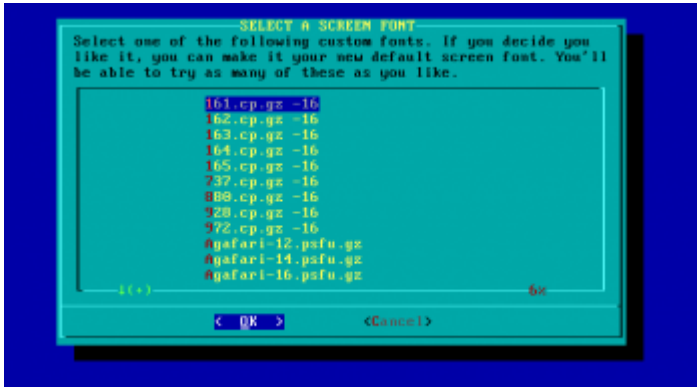 SELECT A SCREEN FONT
Select one of the following custom fonts. If you decide you
like it, you can make it your new default screen font. You'll
be able to try as many of these as you like.
161.cp.gz -16
162.cp.gz -16
163.cp.gz -16
164.cp.gz -16
165.cp.gz -16
737.cp.gz -16
880.cp.gz -16
928.cp.gz -16
972.cp.gz -16
Agafari-12.psfu.gz
Agafari-14.psfu.gz
Agafari-16.psfu.gz
↓(+) 6%
< OK > <Cancel>